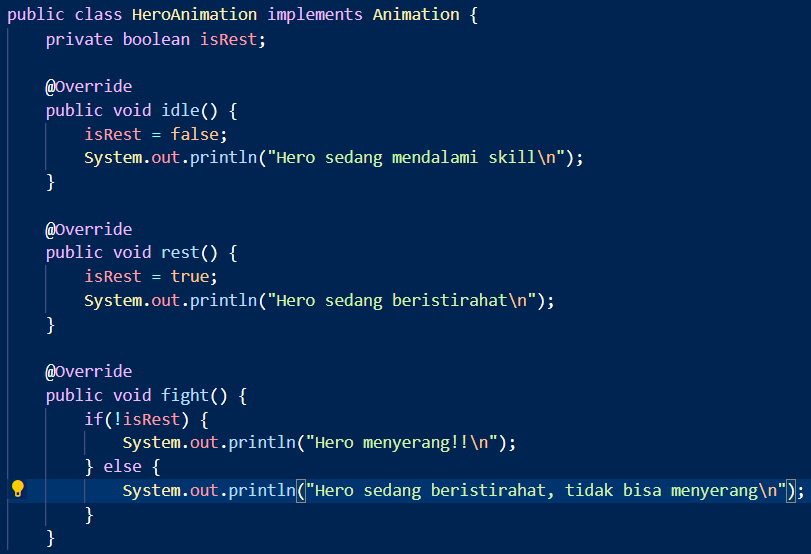 public class HeroAnimation implements Animation {
    private boolean isRest;

    @Override
    public void idle() {
        isRest = false;
        System.out.println("Hero sedang mendalami skill\n");
    }

    @Override
    public void rest() {
        isRest = true;
        System.out.println("Hero sedang beristirahat\n");
    }

    @Override
    public void fight() {
        if(!isRest) {
            System.out.println("Hero menyerang!!\n");
        } else {
            System.out.println("Hero sedang beristirahat, tidak bisa menyerang\n");
        }
    }